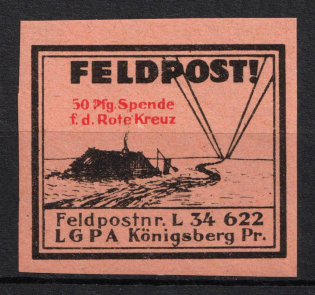 FELDPOST!
50 Pfg. Spende
f. d. Rote Kreuz
Feldpostnr. L 34 622
LGPA Königsberg Pr.